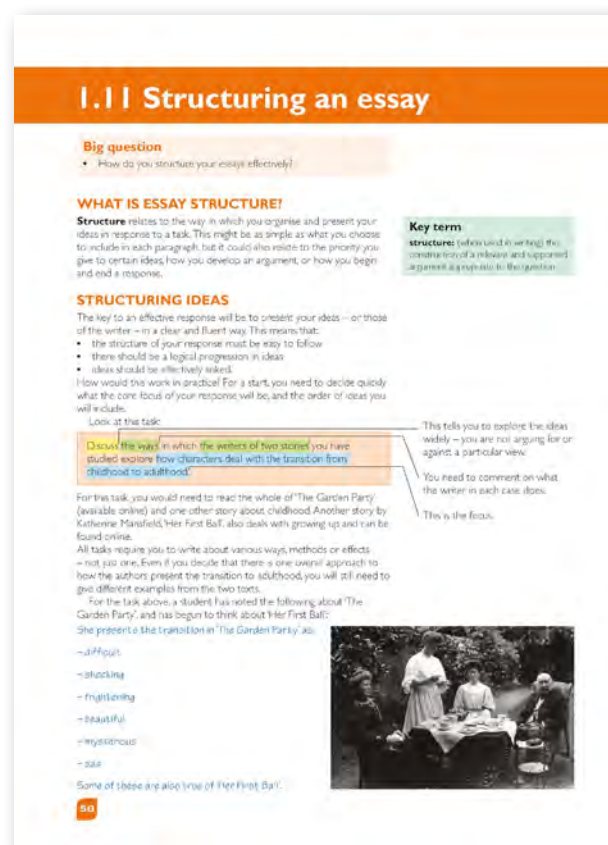 1.11 Structuring an essay
Big question
• How do you structure your essays effectively?
WHAT IS ESSAY STRUCTURE?
Structure relates to the way in which you organise and present your
ideas in response to a task. This might be as simple as what you choose
to include in each paragraph, but it could also relate to the priority you
give to certain ideas, how you develop an argument, or how you begin
and end a response.
Key term
structure: (when used in writing) the
construction of a relevant and supported
argument appropriate to the question
STRUCTURING IDEAS
The key to an effective response will be to present your ideas – or those
of the writer – in a clear and fluent way. This means that:
• the structure of your response must be easy to follow
• there should be a logical progression in ideas
• ideas should be effectively linked.
How would this work in practice? For a start, you need to decide quickly
what the core focus of your response will be, and the order of ideas you
will include.
Look at this task:
Discuss the ways in which the writers of two stories you have
studied explore how characters deal with the transition from
childhood to adulthood.'
This tells you to explore the ideas
widely – you are not arguing for or
against a particular view.
You need to comment on what
the writer in each case does.
This is the focus.
For this task, you would need to read the whole of 'The Garden Party'
(available online) and one other story about childhood. Another story by
Katherine Mansfield, 'Her First Ball', also deals with growing up and can be
found online.
All tasks require you to write about various ways, methods or effects
– not just one. Even if you decide that there is one overall approach to
how the authors present the transition to adulthood, you will still need to
give different examples from the two texts.
For the task above, a student has noted the following about 'The
Garden Party', and has begun to think about 'Her First Ball':
She presents the transition in 'The Garden Party' as:
– difficult
– shocking
– frightening
– beautiful
– mysterious
– sad
Some of these are also true of 'Her First Ball'.
50